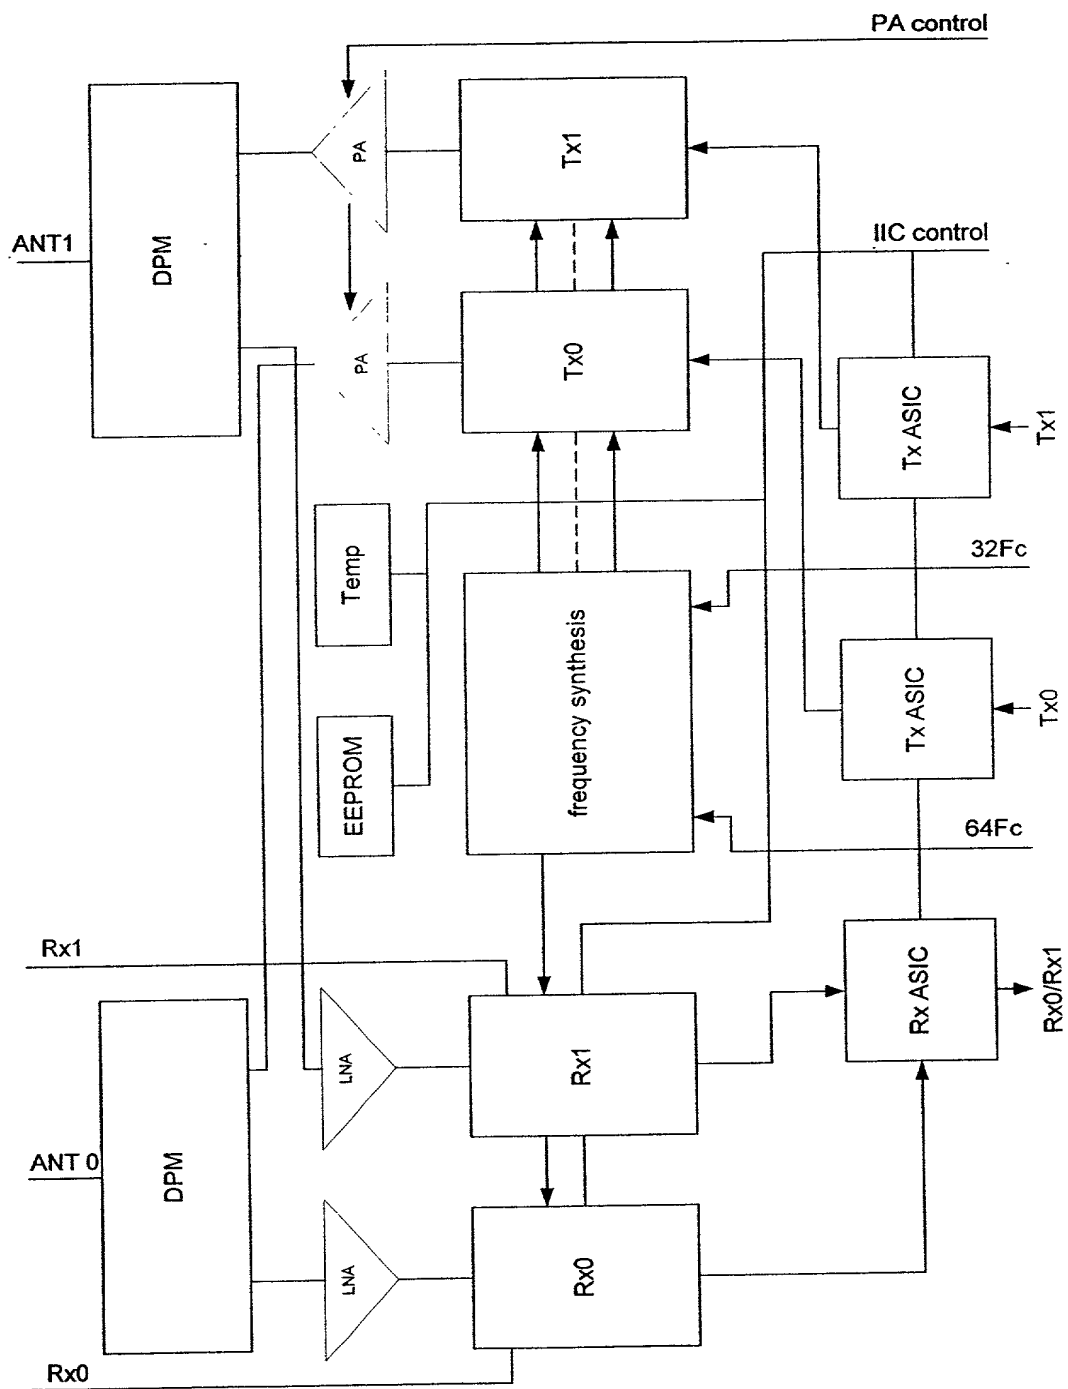 PA control
Tx1
PA
DPM
ANT1
IIC control
Tx0
PA
Tx ASIC
Tx1
Temp
32Fc
frequency synthesis
Tx ASIC
Tx0
EEPROM
64Fc
Rx1
LNA
Rx1
Rx ASIC
Rx0/Rx1
ANT 0
DPM
LNA
Rx0
Rx0